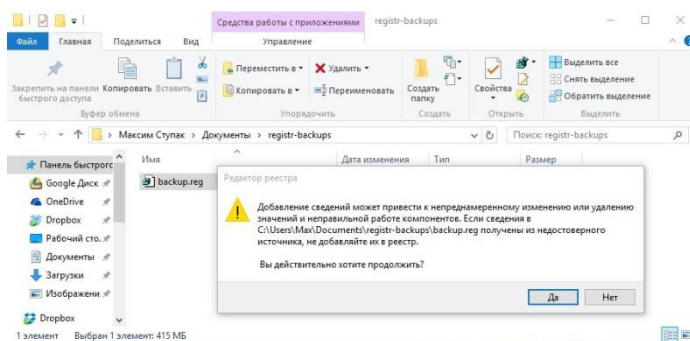 Средства работы с приложениями
registr-backups
Файл Главная Поделиться Вид Управление
Закрепить на панели быстрого доступа
Копировать
Вставить
Переместить в
Копировать в
Удалить
Переименовать
Создать папку
Свойства
Выделить все
Снять выделение
Обратить выделение
Буфер обмена Упорядочить Создать Открыть Выделить
Максим Ступак > Документы > registr-backups
Поиск: registr-backups
Имя Дата изменения Тип Размер
Панель быстрого
Google Диск
OneDrive
Dropbox
Рабочий сто.
Документы
Загрузки
Изображени.
Dropbox
backup.reg
Редактор реестра
Добавление сведений может привести к непреднамеренному изменению или удалению
значений и неправильной работе компонентов. Если сведения в
C:\Users\Max\Documents\registr-backups\backup.reg получены из недостоверного
источника, не добавляйте их в реестр.
Вы действительно хотите продолжить?
Да Нет
1 элемент Выбран 1 элемент: 415 МБ